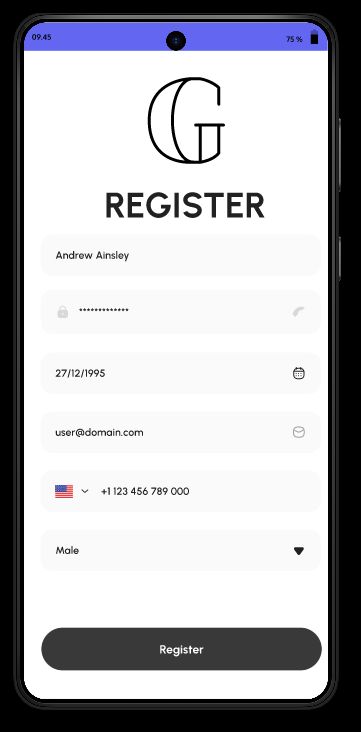 09.45
75 %
G
REGISTER
Andrew Ainsley
*************
27/12/1995
user@domain.com
+1 123 456 789 000
Male
Register